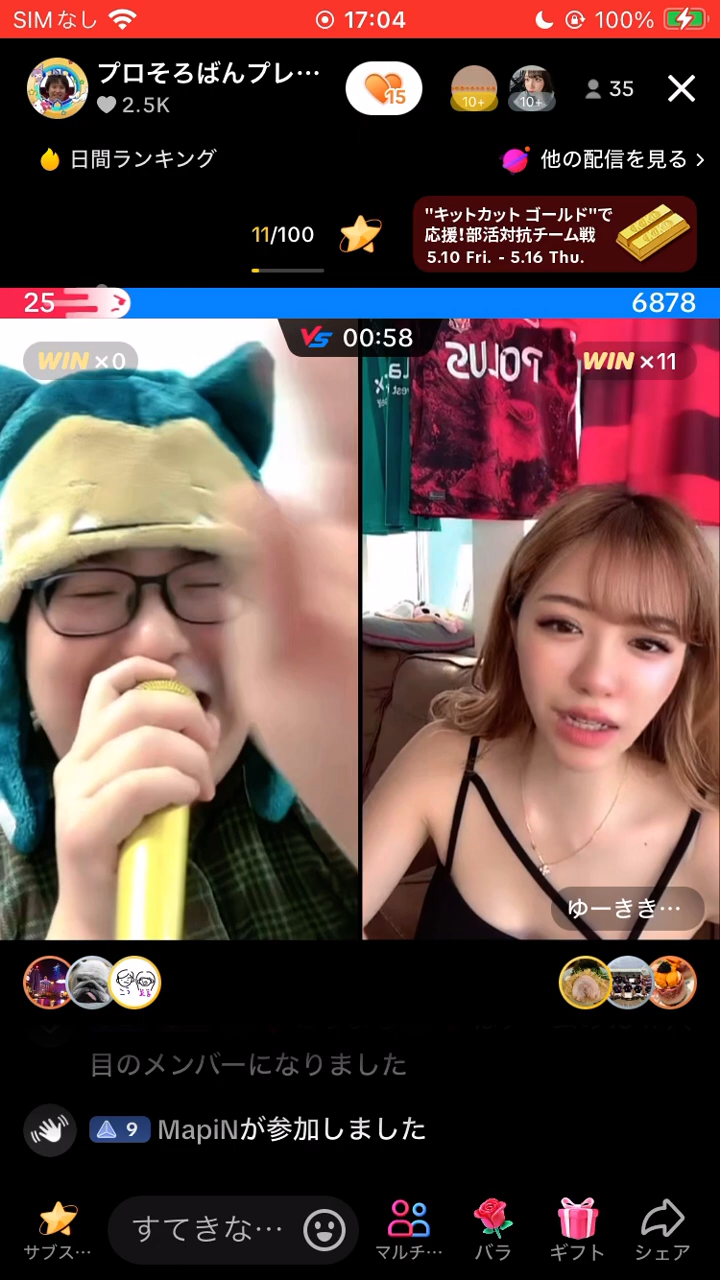 SIMなし 17:04 100%
プロそろばんプレ… 15 10+ 10+ 35
2.5K
日間ランキング 他の配信を見る
11/100
"キットカット ゴールド"で
応援!部活対抗チーム戦
5.10 Fri. - 5.16 Thu.
25 6878
VS 00:58
WIN ×0 WIN ×11
POLUS
ゆーきき…
目のメンバーになりました
9 MapiNが参加しました
すてきな…
サブス… マルチ… バラ ギフト シェア